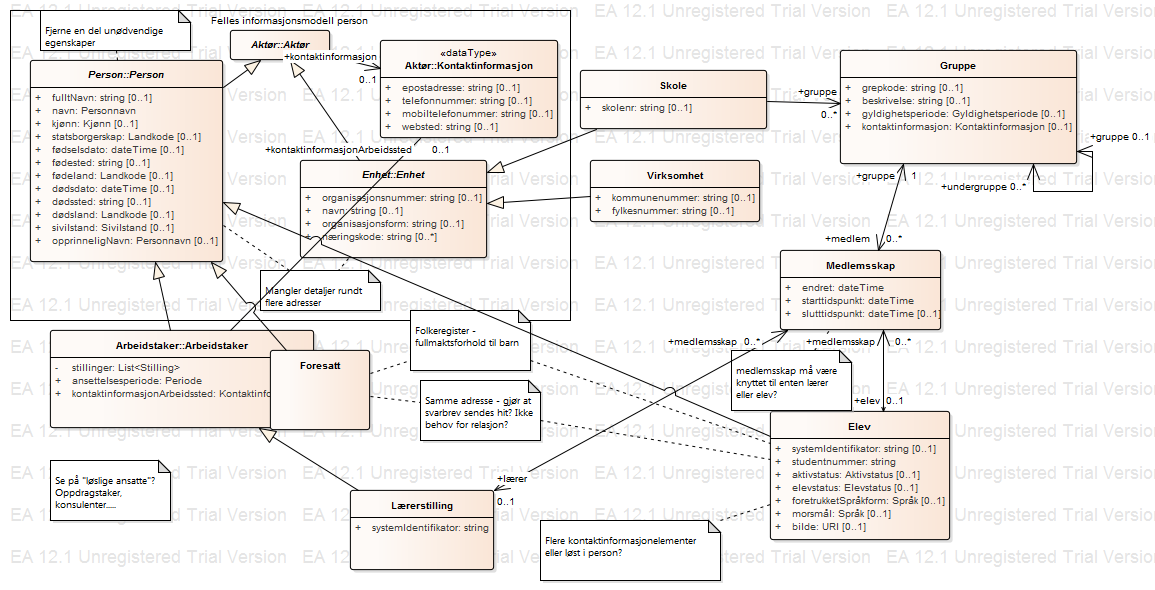 EA 12.1 Unregistered Trial Version
Felles informasjonsmodell person
Fjerne en del unødvendige
egenskaper
Aktør::Aktør
+kontaktinformasjon
0..1
«dataType»
Aktør::Kontaktinformasjon
+ epostadresse: string [0..1]
+ telefonnummer: string [0..1]
+ mobiltelefonnummer: string [0..1]
+ websted: string [0..1]
Person::Person
+ fulltNavn: string [0..1]
+ navn: Personnavn
+ kjønn: Kjønn [0..1]
+ statsborgerskap: Landkode [0..1]
+ fødselsdato: dateTime [0..1]
+ fødested: string [0..1]
+ fødeland: Landkode [0..1]
+ dødsdato: dateTime [0..1]
+ dødssted: string [0..1]
+ dødsland: Landkode [0..1]
+ sivilstand: Sivilstand [0..1]
+ opprinneligNavn: Personnavn [0..1]
+kontaktinformasjonArbeidssted 0..1
Enhet::Enhet
+ organisasjonsnummer: string [0..1]
+ navn: string [0..1]
+ organisasjonsform: string [0..1]
+ næringskode: string [0..*]
Skole
+ skolenr: string [0..1]
Virksomhet
+ kommunenummer: string [0..1]
+ fylkesnummer: string [0..1]
+gruppe
0..*
Gruppe
+ grepkode: string [0..1]
+ beskrivelse: string [0..1]
+ gyldighetsperiode: Gyldighetsperiode [0..1]
+ kontaktinformasjon: Kontaktinformasjon [0..1]
+gruppe 0..1
+undergruppe 0..*
+gruppe 1
+medlem 0..*
Medlemsskap
+ endret: dateTime
+ starttidspunkt: dateTime
+ slutttidspunkt: dateTime [0..1]
Mangler detaljer rundt
flere adresser
+medlemsskap 0..*
+medlemsskap 0..*
Arbeidstaker::Arbeidstaker
- stillinger: List<Stilling>
+ ansettelsesperiode: Periode
+ kontaktinformasjonArbeidssted: Kontaktinfo
Foresatt
Folkeregister -
fullmaktsforhold til barn
Samme adresse - gjør at
svarbrev sendes hit? Ikke
behov for relasjon?
medlemsskap må være
knyttet til enten lærer
eller elev?
+elev 0..1
Elev
+ systemIdentifikator: string [0..1]
+ studentnummer: string
+ aktivstatus: Aktivstatus [0..1]
+ elevstatus: Elevstatus [0..1]
+ foretrukketSpråkform: Språk [0..1]
+ morsmål: Språk [0..1]
+ bilde: URI [0..1]
Se på "løslige ansatte"?
Oppdragstaker,
konsulenter.....
+lærer
0..1
Lærerstilling
+ systemIdentifikator: string
Flere kontaktinformasjonelementer
eller løst i person?